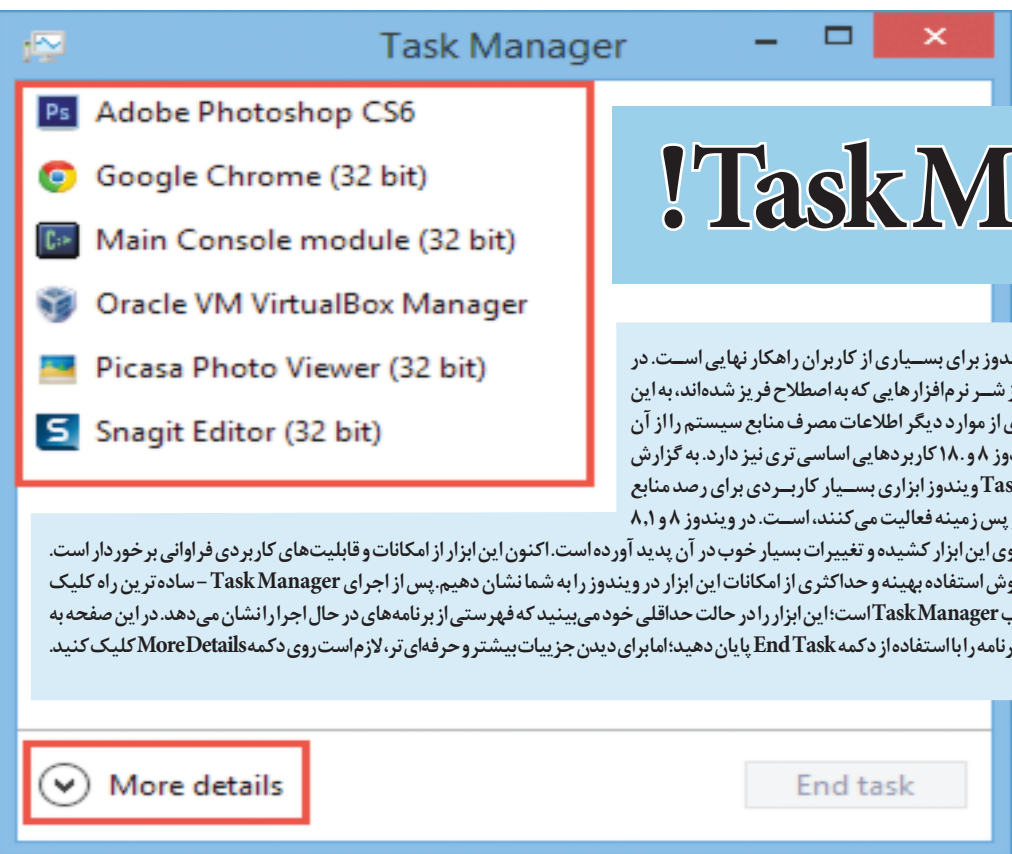 Task Manager
Adobe Photoshop CS6
Google Chrome (32 bit)
Main Console module (32 bit)
Oracle VM VirtualBox Manager
Picasa Photo Viewer (32 bit)
Snagit Editor (32 bit)
!Task M
برای بسیاری از کاربران راهکار نهایی است. در
شر نرم‌افزارهایی که به اصطلاح فریز شده‌اند، به این
از موارد دیگر اطلاعات مصرف منابع سیستم را از آن
۸ و ۱۸.۰ کاربردهایی اساسی تری نیز دارد. به گزارش
ویندوز ابزاری بسیار کاربردی برای رصد منابع
پس زمینه فعالیت می‌کنند، است. در ویندوز ۸ و ۸,۱
این ابزار کشیده و تغییرات بسیار خوب در آن پدید آورده است. اکنون این ابزار از امکانات و قابلیت‌های کاربردی فراوانی برخوردار است.
استفاده بهینه و حداکثری از امکانات این ابزار در ویندوز را به شما نشان دهیم. پس از اجرای Task Manager – ساده ترین راه کلیک
Task Manager است؛ این ابزار را در حالت حداقلی خود می‌بینید که فهرستی از برنامه‌های در حال اجرا را نشان می‌دهد. در این صفحه به
را با استفاده از دکمه End Task پایان دهید؛ اما برای دیدن جزییات بیشتر و حرفه‌ای تر، لازم است روی دکمه More Details کلیک کنید.
More details
End task